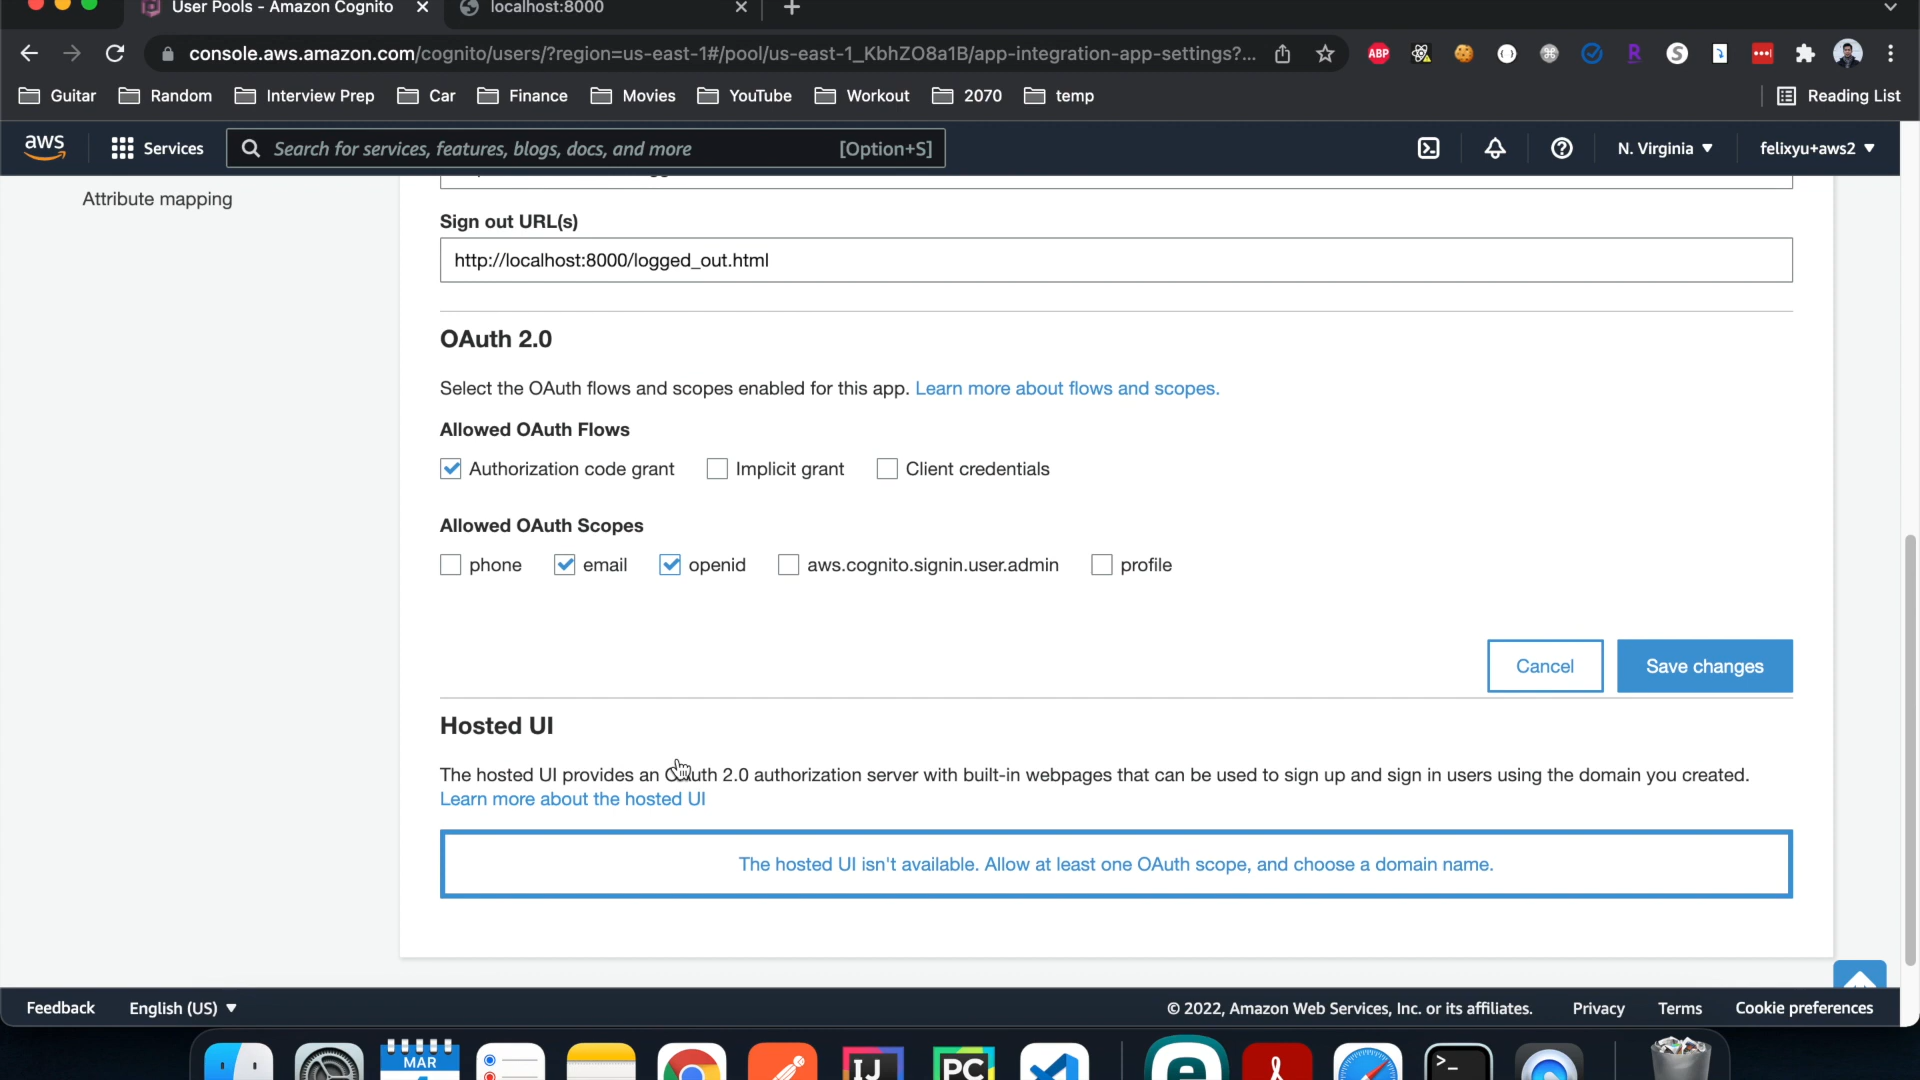 User Pools - Amazon Cognito
localhost:8000
console.aws.amazon.com/cognito/users/?region=us-east-1#/pool/us-east-1_KbhZO8a1B/app-integration-app-settings?...
ABP
R
S
Guitar
Random
Interview Prep
Car
Finance
Movies
YouTube
Workout
2070
temp
Reading List
aws
Services
Search for services, features, blogs, docs, and more
[Option+S]
N. Virginia
felixyu+aws2
Attribute mapping
Sign out URL(s)
http://localhost:8000/logged_out.html
OAuth 2.0
Select the OAuth flows and scopes enabled for this app. Learn more about flows and scopes.
Allowed OAuth Flows
Authorization code grant
Implicit grant
Client credentials
Allowed OAuth Scopes
phone
email
openid
aws.cognito.signin.user.admin
profile
Cancel
Save changes
Hosted UI
The hosted UI provides an OAuth 2.0 authorization server with built-in webpages that can be used to sign up and sign in users using the domain you created.
Learn more about the hosted UI
The hosted UI isn't available. Allow at least one OAuth scope, and choose a domain name.
Feedback
English (US)
© 2022, Amazon Web Services, Inc. or its affiliates.
Privacy
Terms
Cookie preferences
MAR
IJ
PC